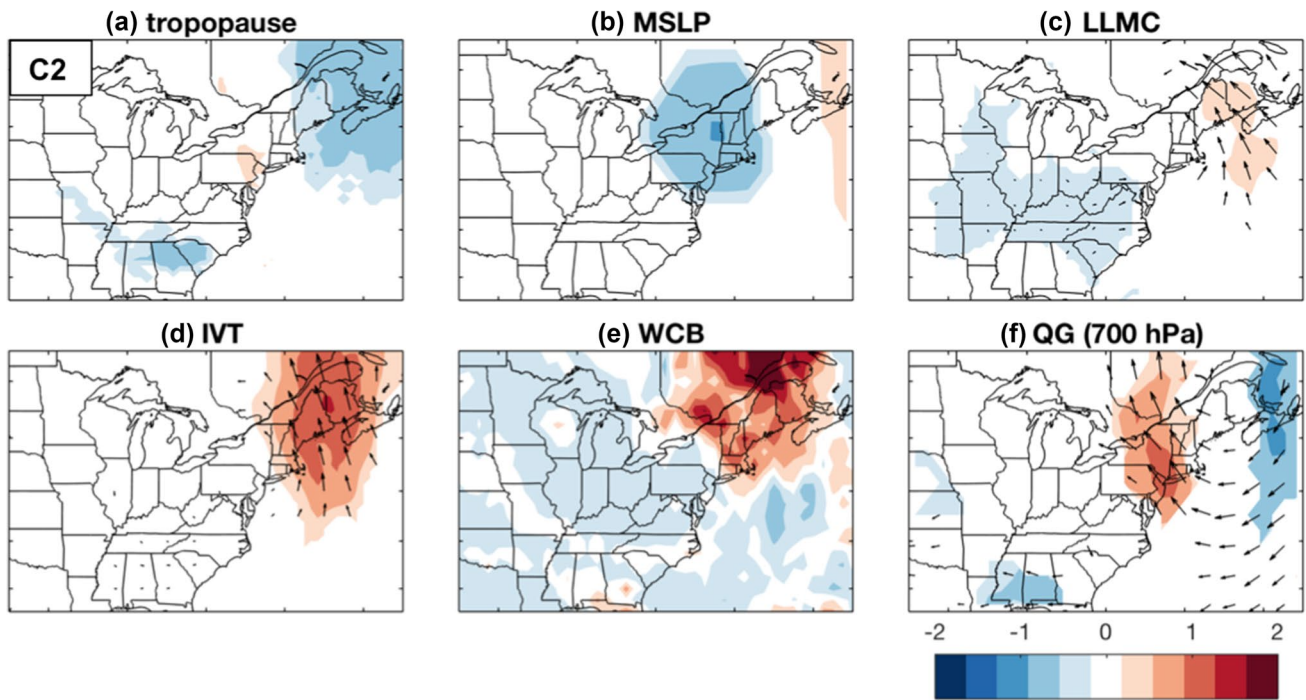 (a) tropopause
(b) MSLP
(c) LLMC
C2
(d) IVT
(e) WCB
(f) QG (700 hPa)
-2 -1 0 1 2